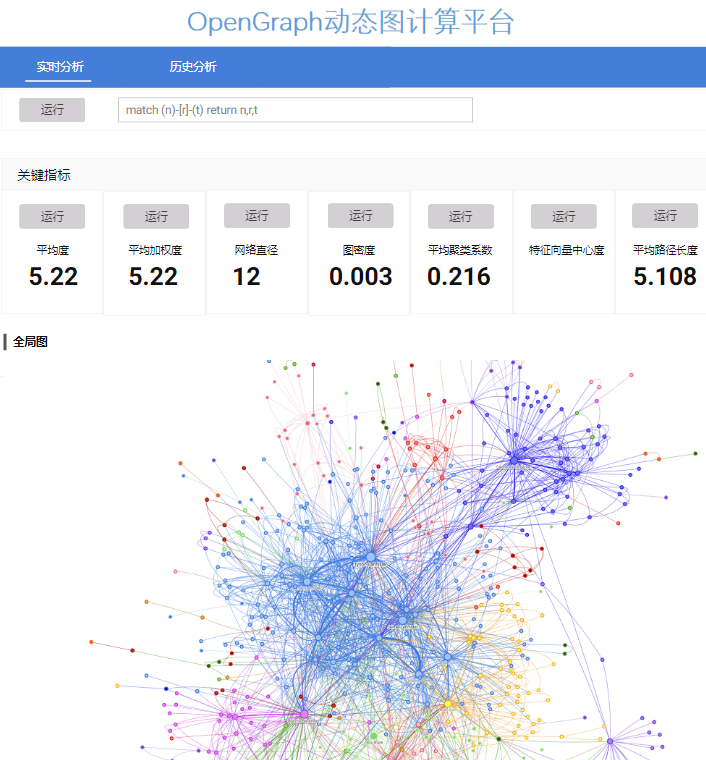 OpenGraph动态图计算平台
实时分析 历史分析
运行 match (n)-[r]-(t) return n,r,t
关键指标
运行 运行 运行 运行 运行 运行 运行
平均度 平均加权度 网络直径 图密度 平均聚类系数 特征向量中心度 平均路径长度
5.22 5.22 12 0.003 0.216 5.108
全局图